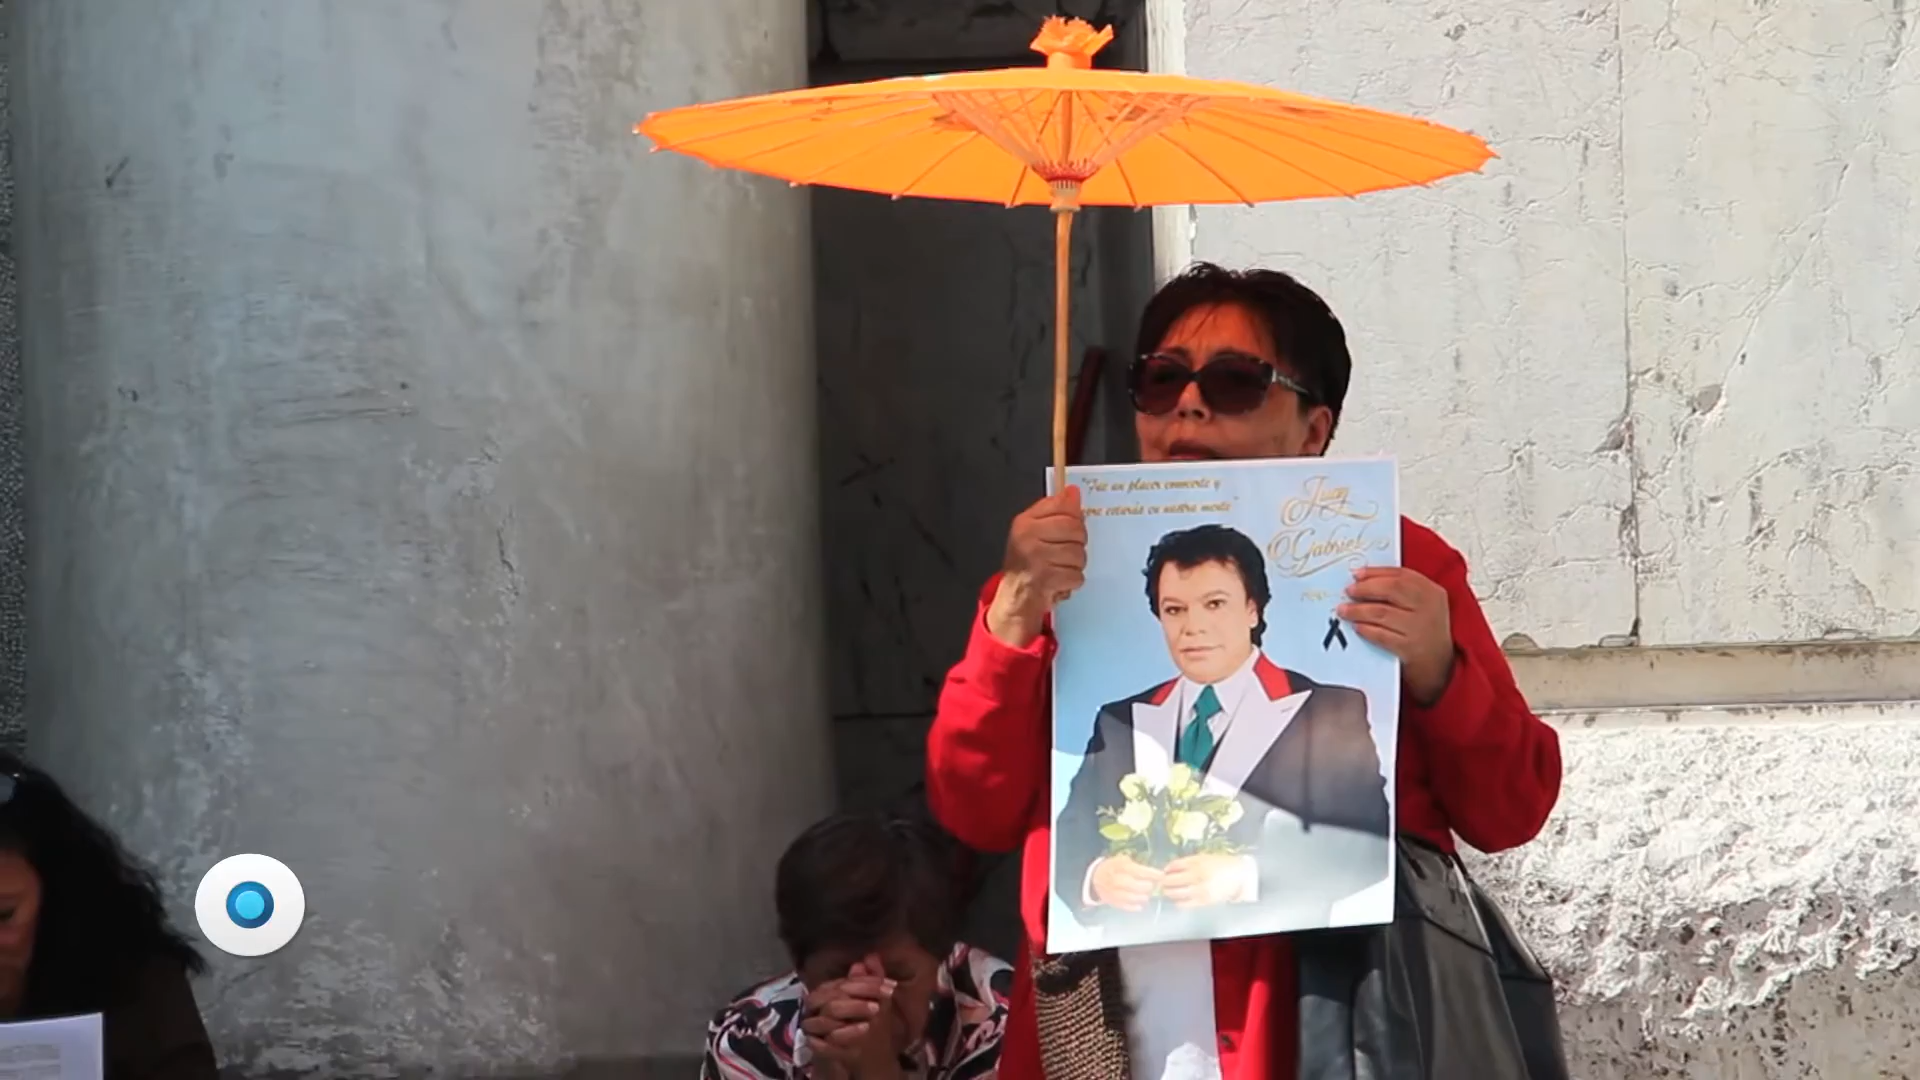 "Fue un placer conocerte y
estarás en nuestra mente"
Juan
Gabriel